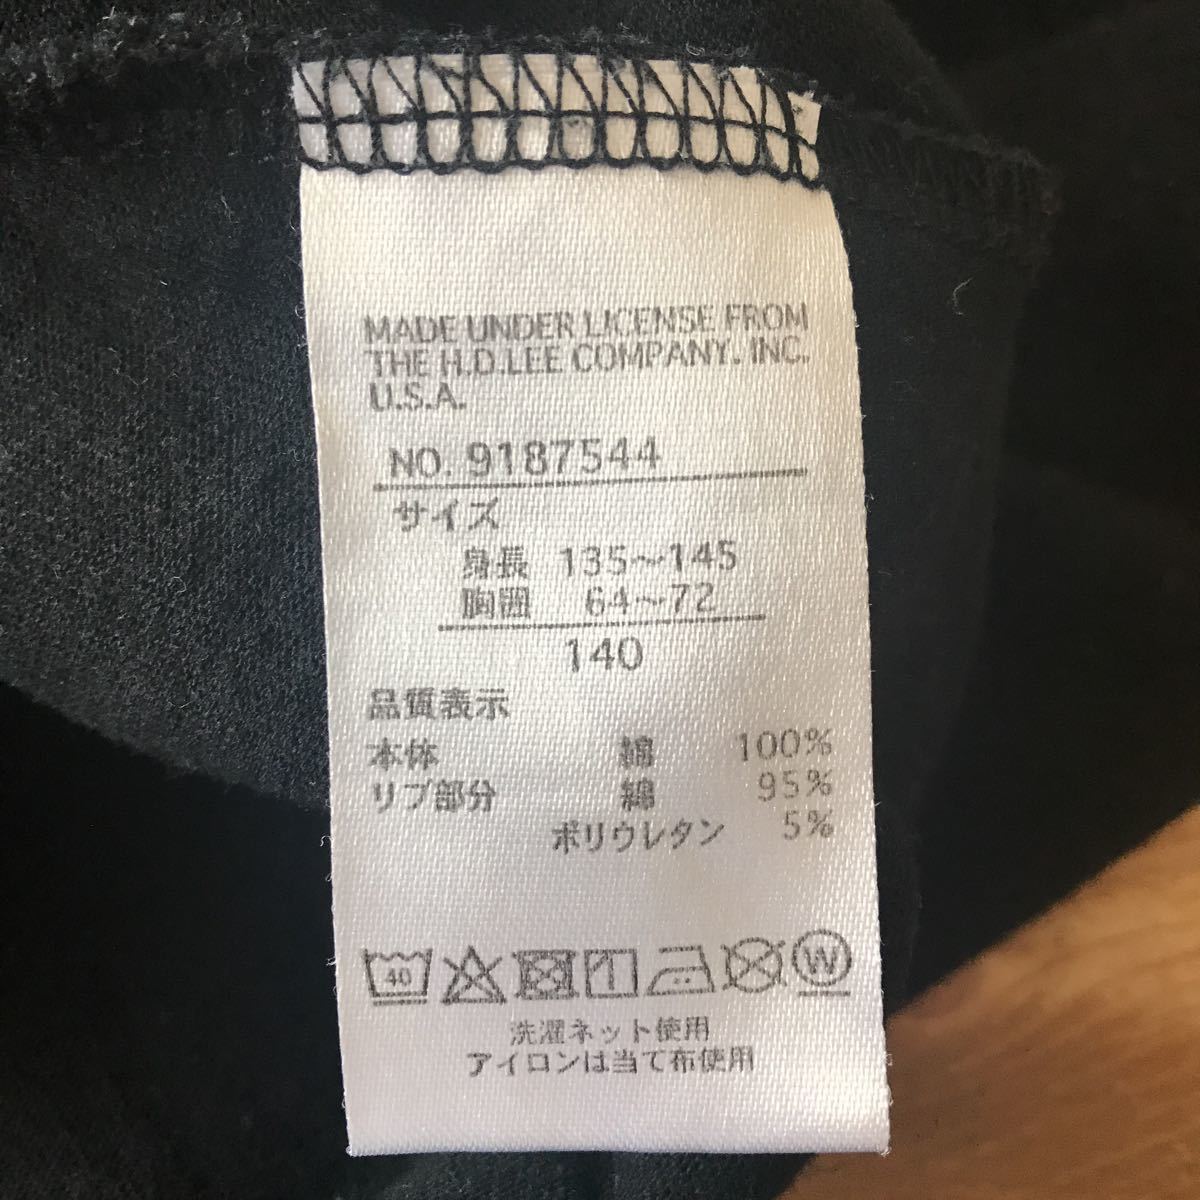 MADE UNDER LICENSE FROM
THE H.D.LEE COMPANY. INC.
U.S.A.
NO. 9187544
サイズ
身長 135～145
胸囲 64～72
140
品質表示
本体 綿 100%
リブ部分 綿 95%
ポリウレタン 5%
40 W
洗濯ネット使用
アイロンは当て布使用